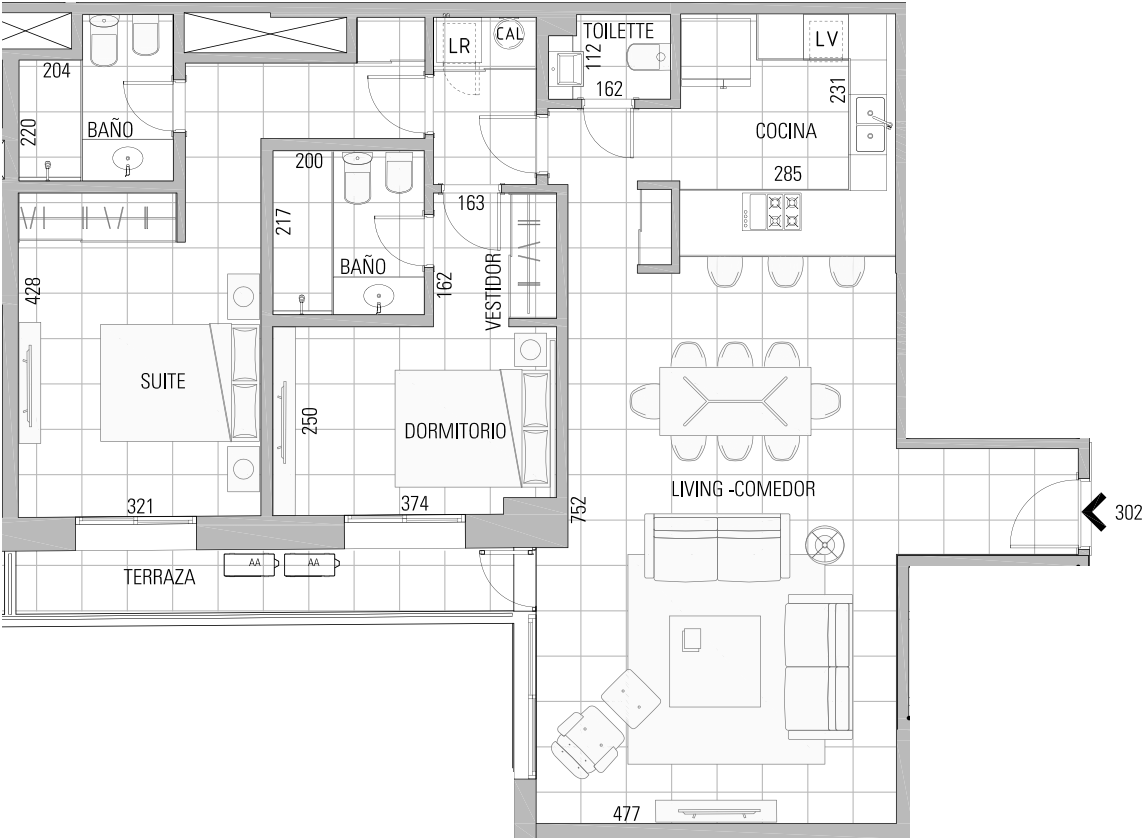 TOILETTE
LR
CAL
112
162
LV
204
BAÑO
220
231
COCINA
285
200
163
217
BAÑO
162
VESTIDOR
428
SUITE
250
DORMITORIO
321
374
752
LIVING -COMEDOR
302
TERRAZA
AA
AA
477